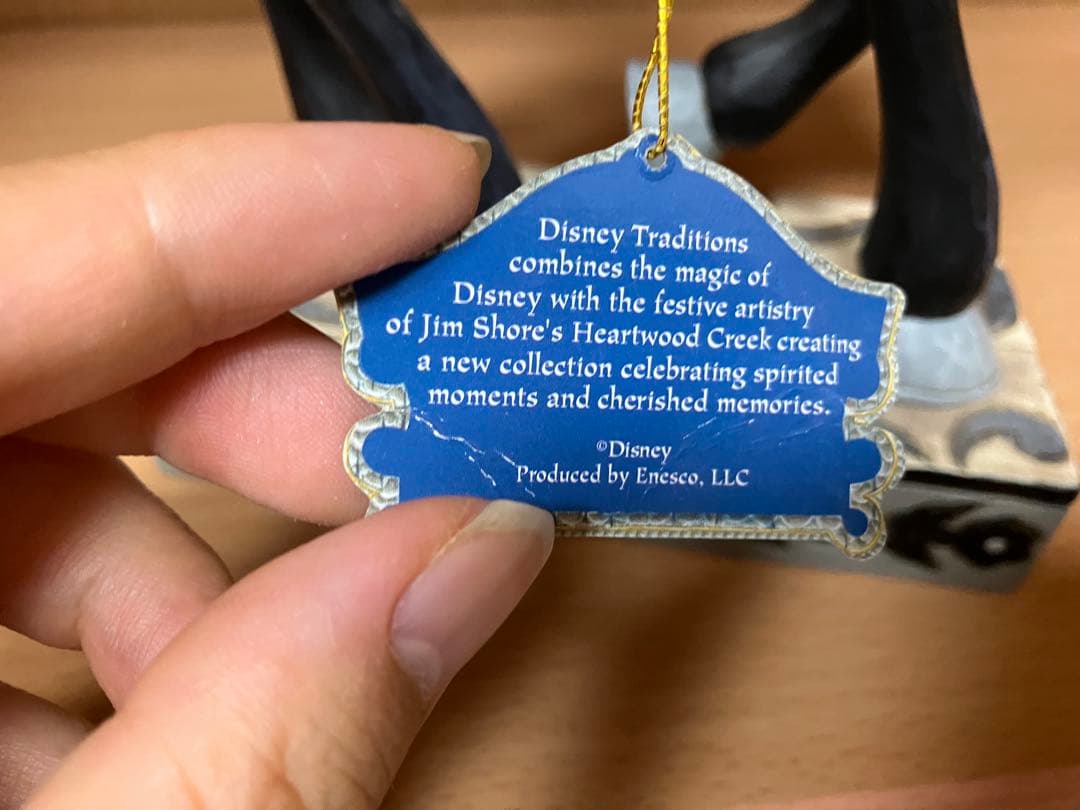 Disney Traditions
combines the magic of
Disney with the festive artistry
of Jim Shore's Heartwood Creek creating
a new collection celebrating spirited
moments and cherished memories.
©Disney
Produced by Enesco, LLC